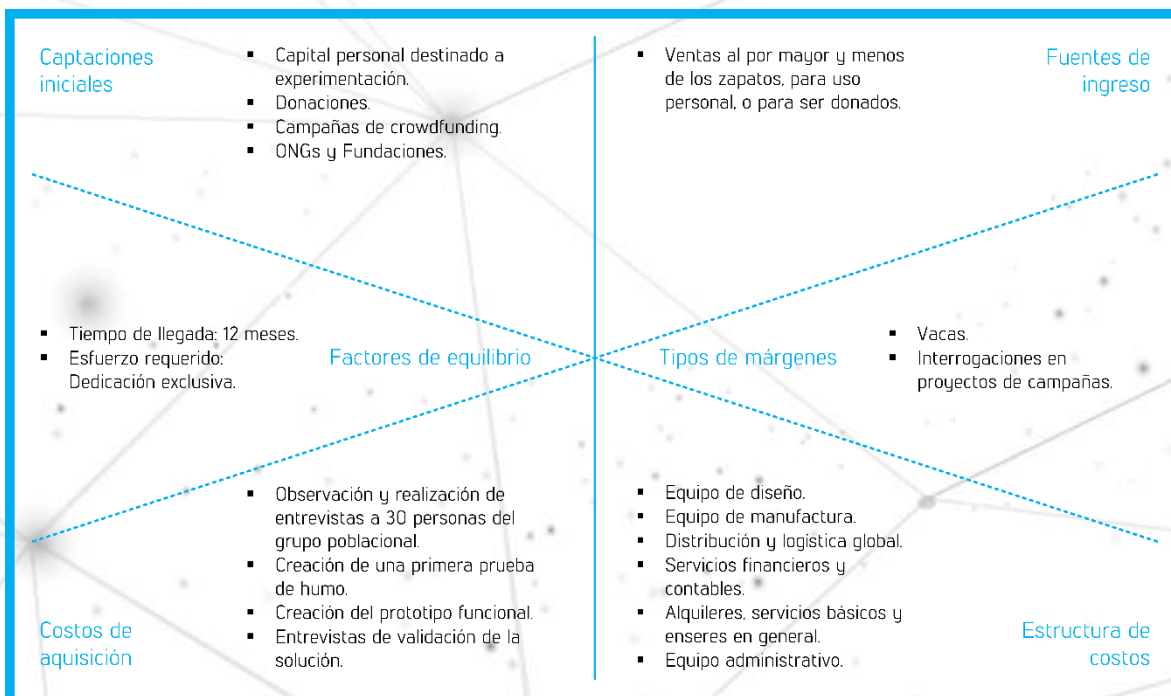 Captaciones
iniciales
▪ Capital personal destinado a
experimentación.
▪ Donaciones.
▪ Campañas de crowdfunding.
▪ ONGs y Fundaciones.
▪ Ventas al por mayor y menos
de los zapatos, para uso
personal, o para ser donados.
Fuentes de
ingreso
▪ Tiempo de llegada: 12 meses.
▪ Esfuerzo requerido:
Dedicación exclusiva.
Factores de equilibrio
Tipos de márgenes
▪ Vacas.
▪ Interrogaciones en
proyectos de campañas.
Costos de
aquisición
▪ Observación y realización de
entrevistas a 30 personas del
grupo poblacional.
▪ Creación de una primera prueba
de humo.
▪ Creación del prototipo funcional.
▪ Entrevistas de validación de la
solución.
▪ Equipo de diseño.
▪ Equipo de manufactura.
▪ Distribución y logística global.
▪ Servicios financieros y
contables.
▪ Alquileres, servicios básicos y
enseres en general.
▪ Equipo administrativo.
Estructura de
costos